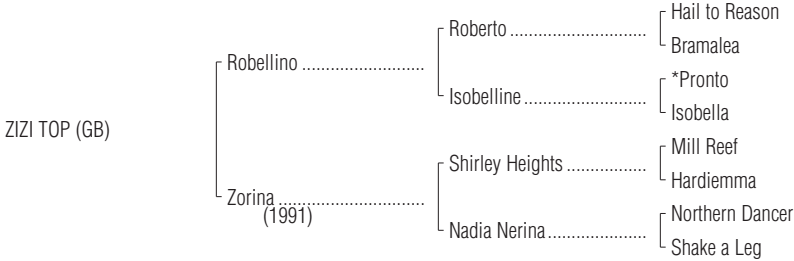 Hail to Reason
Roberto ............................
Bramalea
Robellino ..........................
*Pronto
Isobelline ..........................
Isobella
ZIZI TOP (GB)
Mill Reef
Shirley Heights .................
Hardiemma
Zorina ...............................
(1991)
Northern Dancer
Nadia Nerina .....................
Shake a Leg